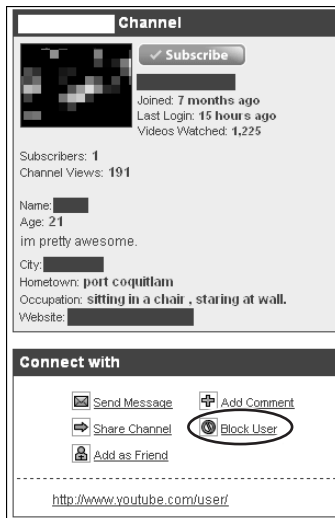 Channel
Subscribe
Joined: 7 months ago
Last Login: 15 hours ago
Videos Watched: 1,225
Subscribers: 1
Channel Views: 191
Name:
Age: 21
im pretty awesome.
City:
Hometown: port coquitlam
Occupation: sitting in a chair , staring at wall.
Website:
Connect with
Send Message
Add Comment
Share Channel
Block User
Add as Friend
http://www.youtube.com/user/